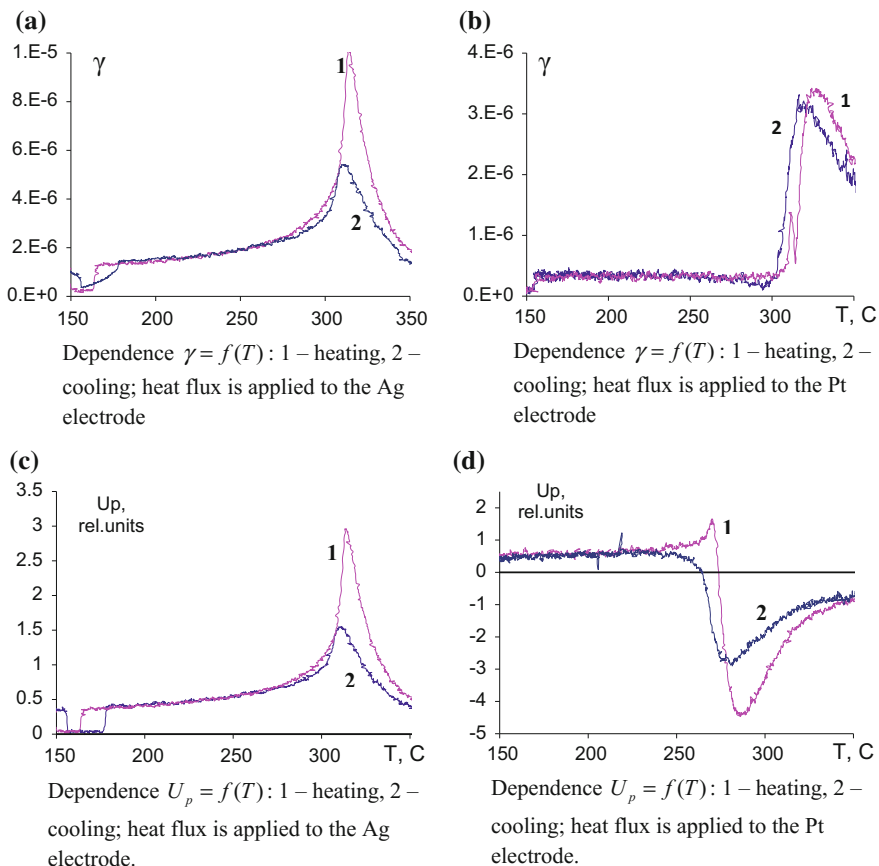 (a)
γ
1.E-5
8.E-6
6.E-6
4.E-6
2.E-6
0.E+0
1
2
150 200 250 300 350
Dependence γ = f(T) : 1 – heating, 2 –
cooling; heat flux is applied to the Ag
electrode
(b)
γ
4.E-6
3.E-6
2.E-6
1.E-6
0.E+0
2
1
150 200 250 300
T, C
Dependence γ = f(T) : 1 – heating, 2 –
cooling; heat flux is applied to the Pt
electrode
(c)
Up,
rel.units
3.5
3
2.5
2
1.5
1
0.5
0
1
2
150 200 250 300 T, C
Dependence U_p = f(T) : 1 – heating, 2 –
cooling; heat flux is applied to the Ag
electrode.
(d)
Up,
rel.units
2
1
0
-1
-2
-3
-4
-5
1
2
150 200 250 300 T, C
Dependence U_p = f(T) : 1 – heating, 2 –
cooling; heat flux is applied to the Pt
electrode.